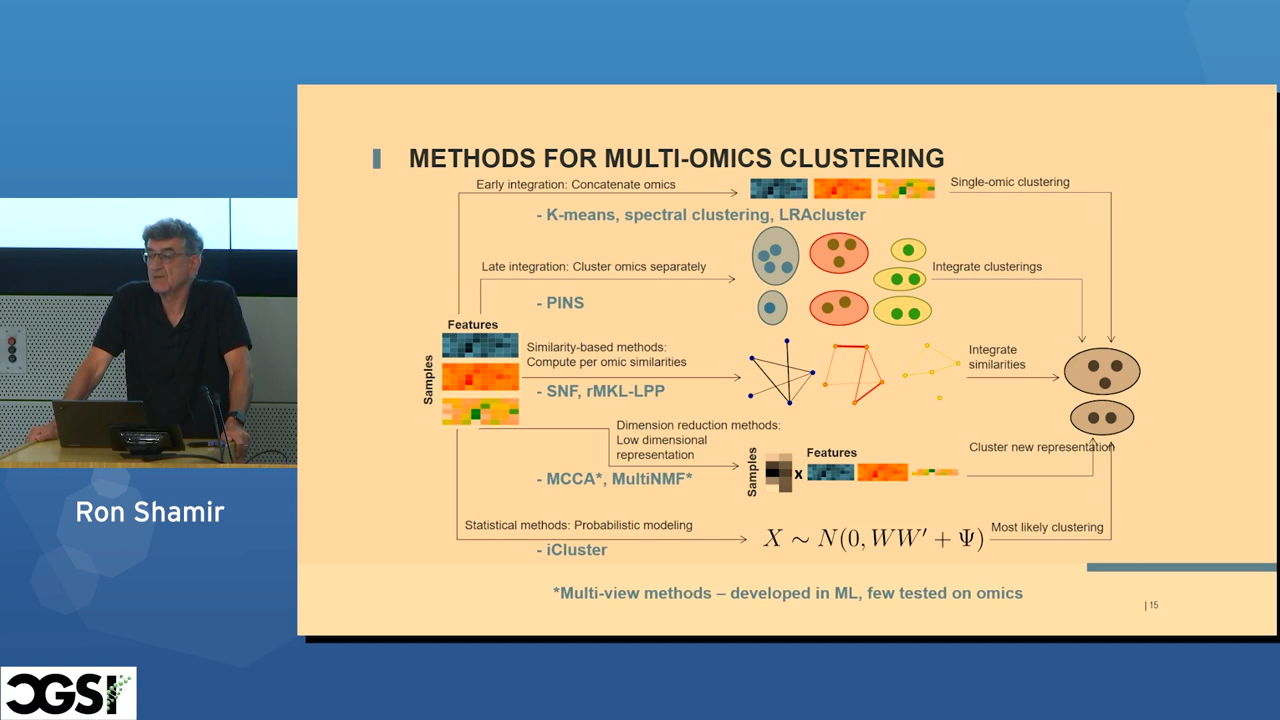 METHODS FOR MULTI-OMICS CLUSTERING
Early integration: Concatenate omics
Single-omic clustering
- K-means, spectral clustering, LRAcluster
Late integration: Cluster omics separately
Integrate clusterings
- PINS
Features
Samples
Similarity-based methods:
Compute per omic similarities
Integrate
similarities
- SNF, rMKL-LPP
Dimension reduction methods:
Low dimensional
representation
Samples
x
Features
Cluster new representation
- MCCA*, MultiNMF*
Statistical methods: Probabilistic modeling
X ∼ N(0, WW′ + Ψ)
Most likely clustering
- iCluster
*Multi-view methods – developed in ML, few tested on omics
| 15
Ron Shamir
CGSI